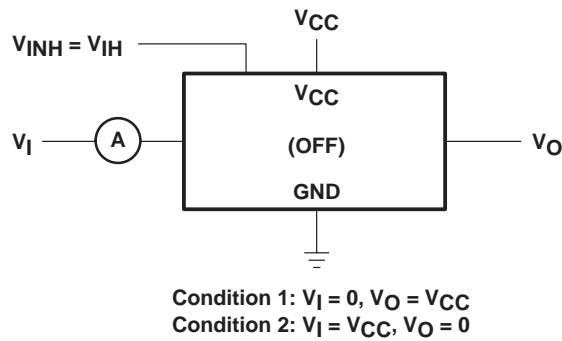 VCC
VINH = VIH
VCC
VI
A
(OFF)
VO
GND
Condition 1: VI = 0, VO = VCC
Condition 2: VI = VCC, VO = 0